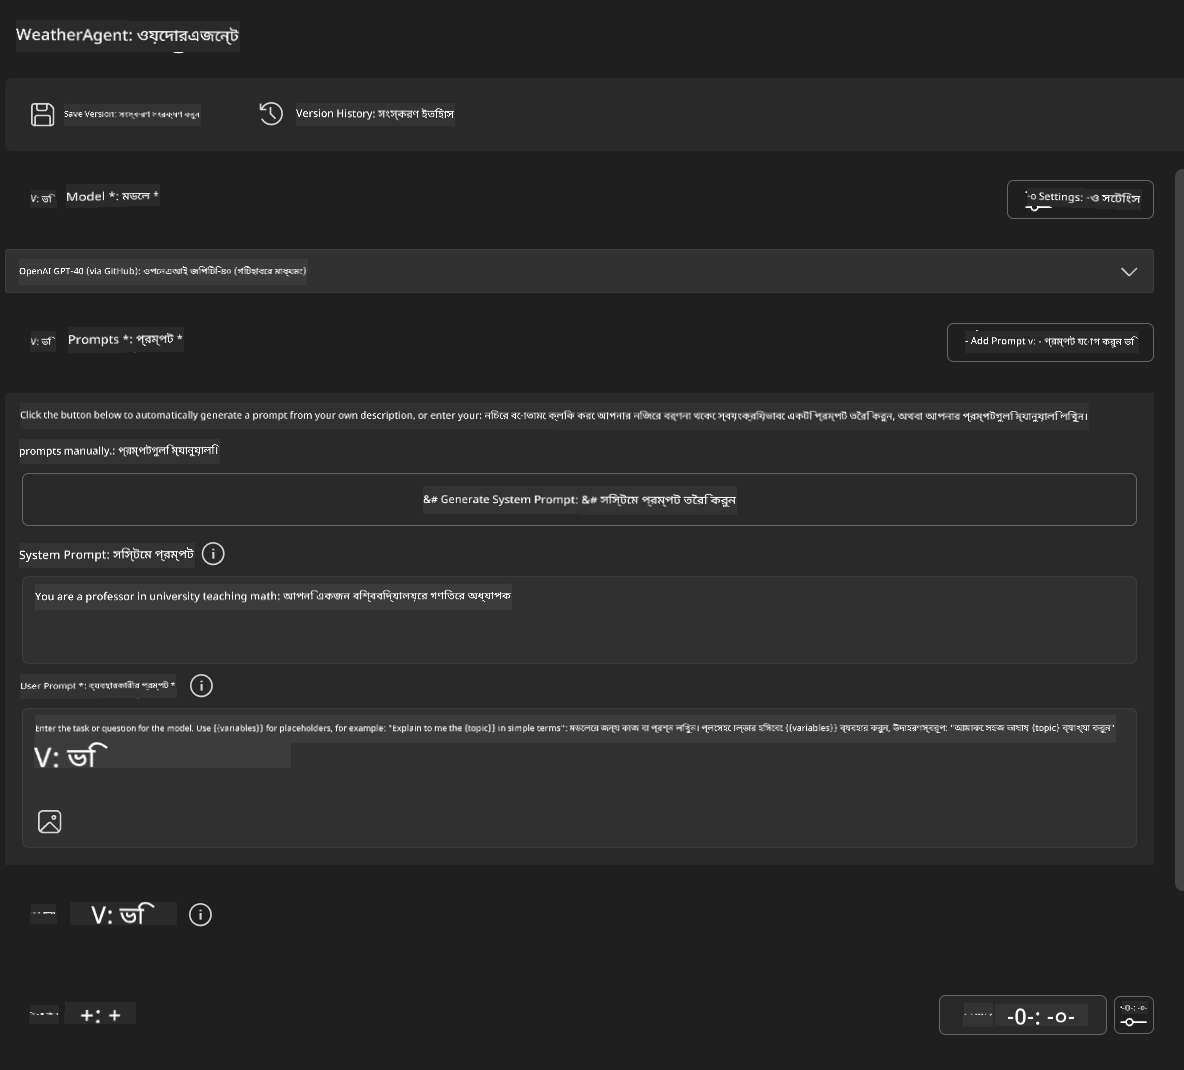 WeatherAgent: ওয়েদারএজেন্ট
Save Version: সংস্করণ সংরক্ষণ করুন
Version History: সংস্করণ ইতিহাস
V: ভি
Model *: মডেল *
-o Settings: -ও সেটিংস
OpenAI GPT-40 (via GitHub): ওপেনএআই জিপিটি-৪০ (গিটহাবের মাধ্যমে)
V: ভি
Prompts *: প্রম্পট *
- Add Prompt v: - প্রম্পট যোগ করুন ভি
Click the button below to automatically generate a prompt from your own description, or enter your: নিচের বোতামে ক্লিক করে আপনার নিজের বর্ণনা থেকে স্বয়ংক্রিয়ভাবে একটি প্রম্পট তৈরি করুন, অথবা আপনার প্রম্পটগুলি ম্যানুয়ালি লিখুন।
prompts manually.: প্রম্পটগুলি ম্যানুয়ালি
&# Generate System Prompt: &# সিস্টেম প্রম্পট তৈরি করুন
System Prompt: সিস্টেম প্রম্পট
You are a professor in university teaching math: আপনি একজন বিশ্ববিদ্যালয়ের গণিতের অধ্যাপক
User Prompt *: ব্যবহারকারীর প্রম্পট *
Enter the task or question for the model. Use {{variables}} for placeholders, for example: "Explain to me the {topic} in simple terms": মডেলের জন্য কাজ বা প্রশ্ন লিখুন। প্লেসহোল্ডার হিসেবে {{variables}} ব্যবহার করুন, উদাহরণস্বরূপ: "আমাকে সহজ ভাষায় {topic} ব্যাখ্যা করুন"
V: ভি
V: ভি
+: +
-0-: -০-
-0-: -০-